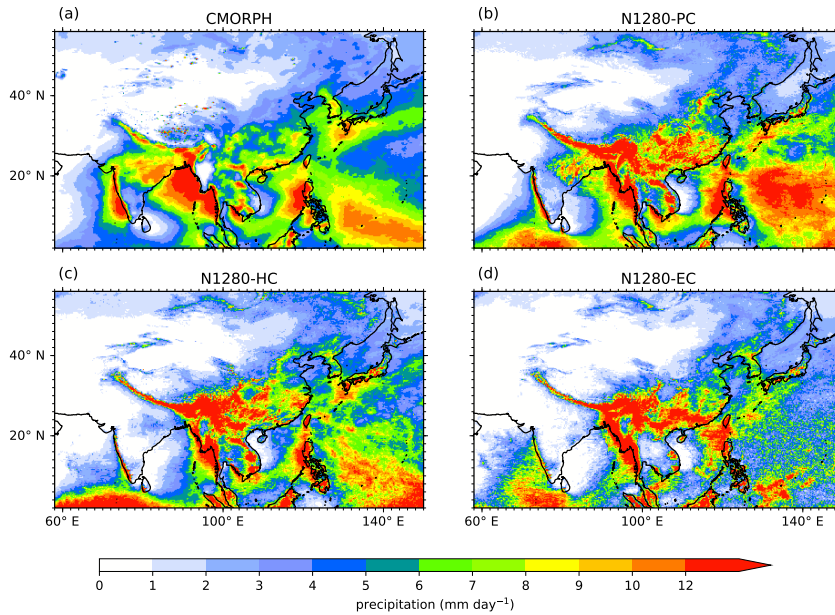 (a) CMORPH
(b) N1280-PC
40° N
20° N
(c) N1280-HC
(d) N1280-EC
40° N
20° N
60° E 100° E 140° E
60° E 100° E 140° E
0 1 2 3 4 5 6 7 8 9 10 12
precipitation (mm day⁻¹)